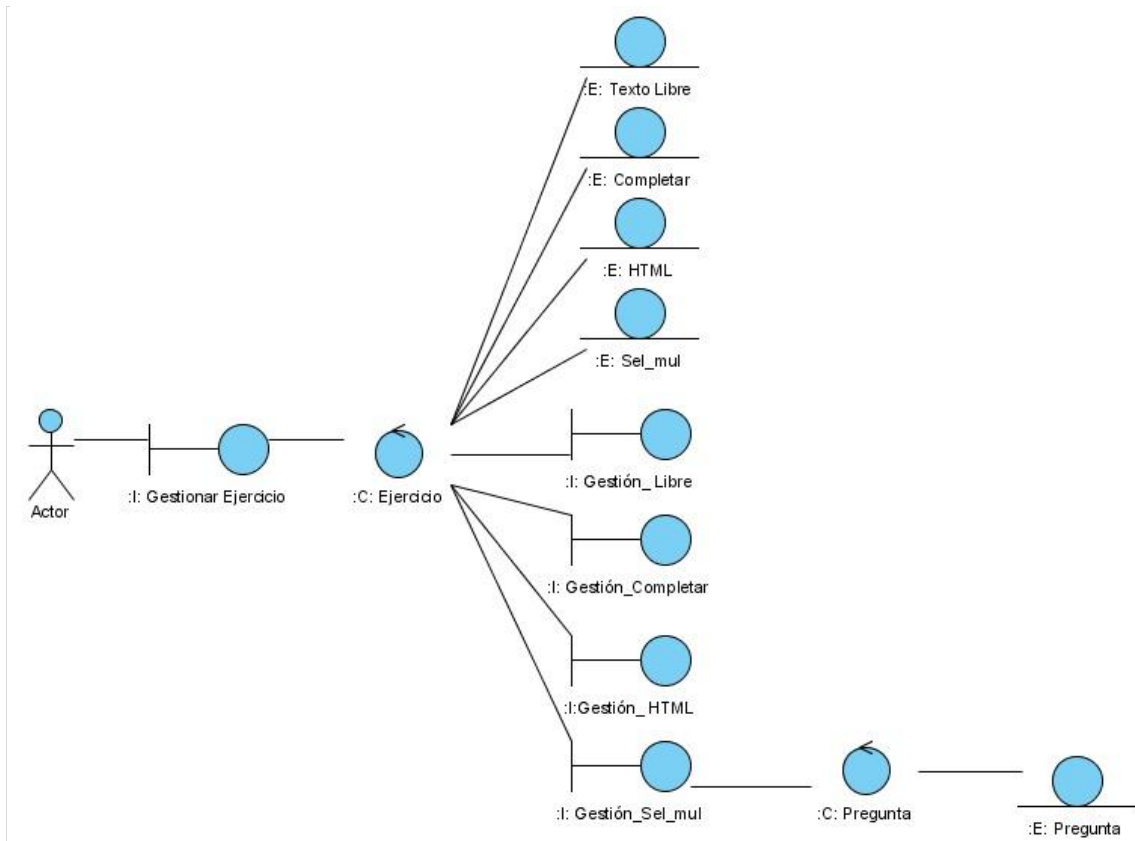 :E: Texto Libre
:E: Completar
:E: HTML
:E: Sel_mul
Actor
:I: Gestionar Ejercicio
:C: Ejercicio
:I: Gestión_ Libre
:I: Gestión_Completar
:I:Gestión_ HTML
:I: Gestión_Sel_mul
:C: Pregunta
:E: Pregunta